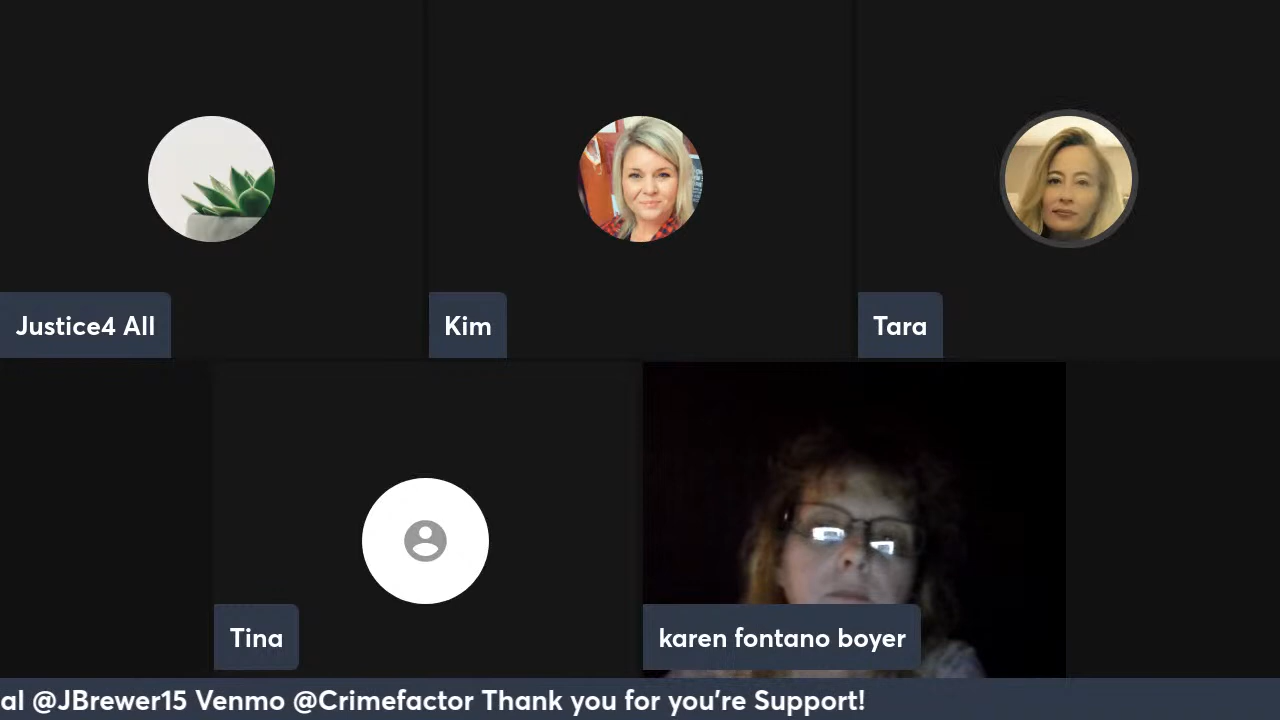 Justice4 All
Kim
Tara
Tina
karen fontano boyer
al @JBrewer15 Venmo @Crimefactor Thank you for you’re Support!